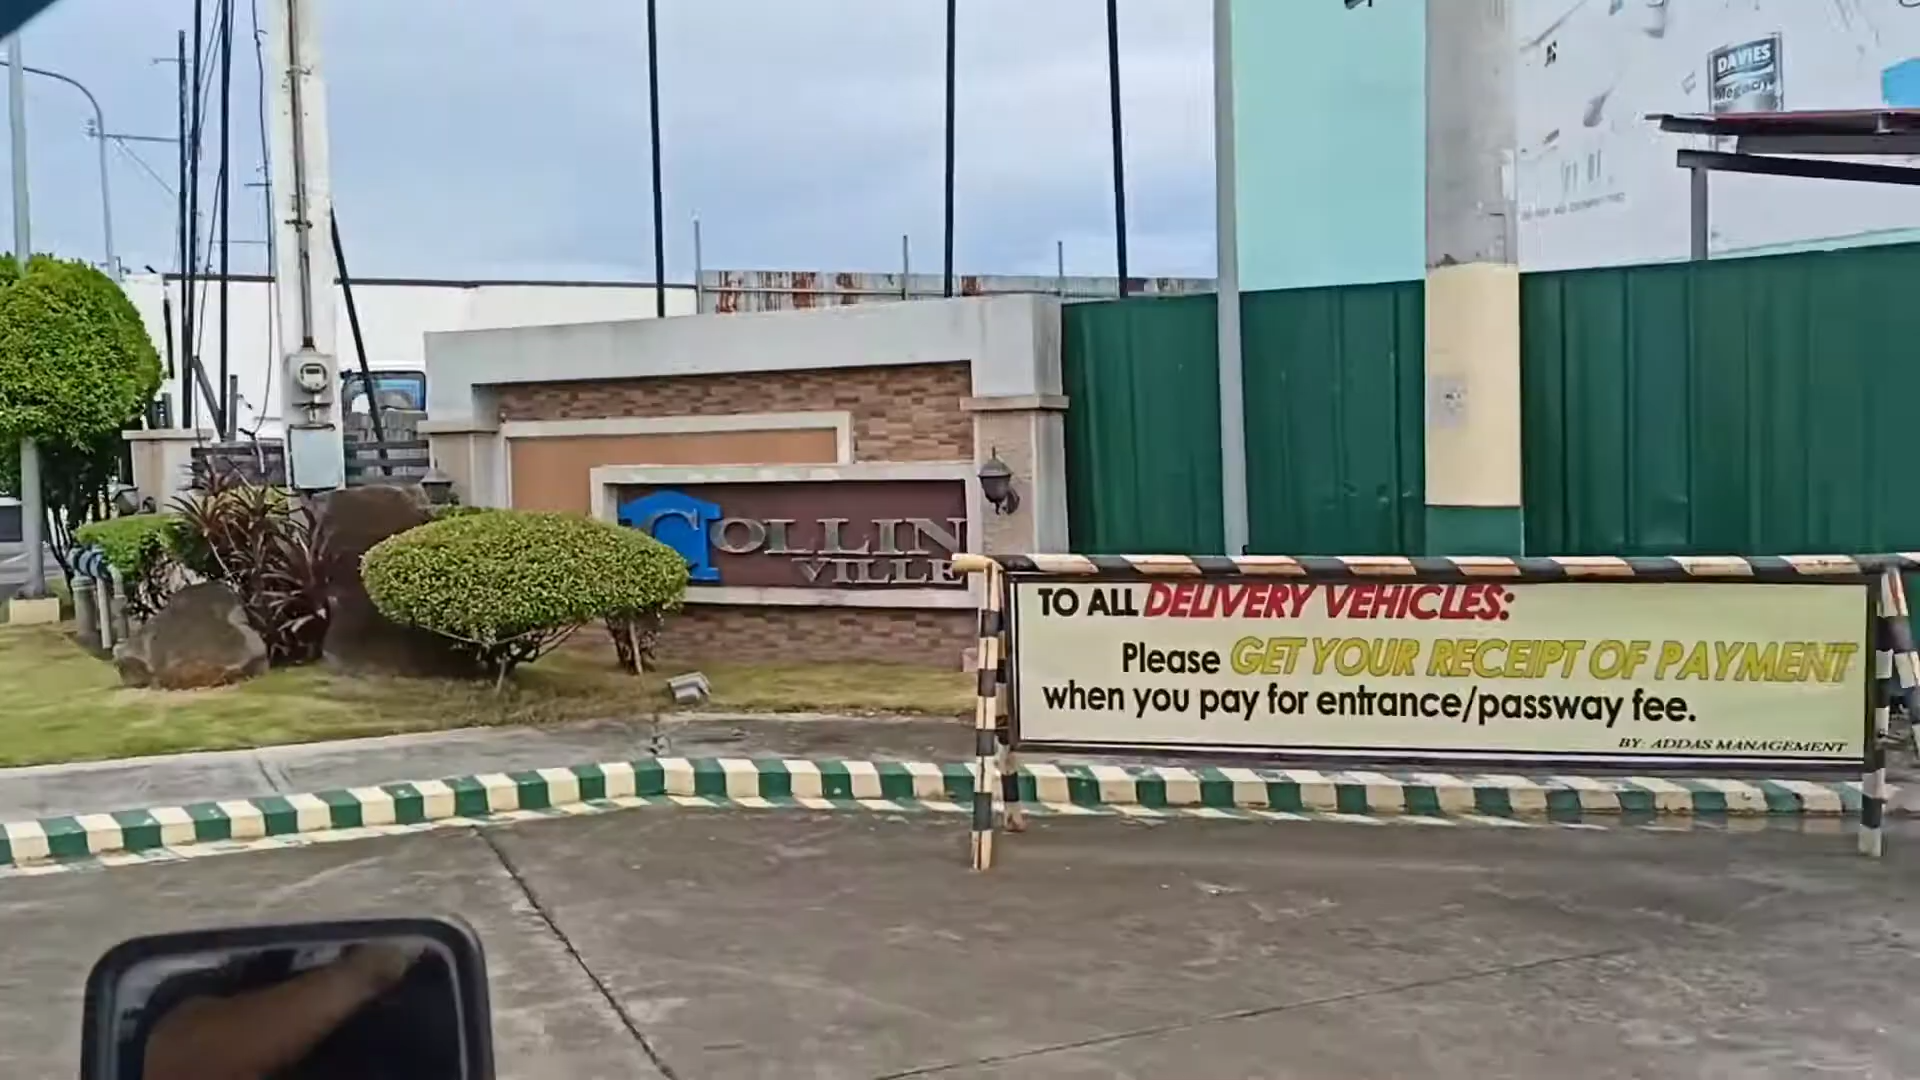 DAVIES
Megacryl
COLLIN
VILLE
TO ALL DELIVERY VEHICLES:
Please GET YOUR RECEIPT OF PAYMENT
when you pay for entrance/passway fee.
BY: ADDAS MANAGEMENT